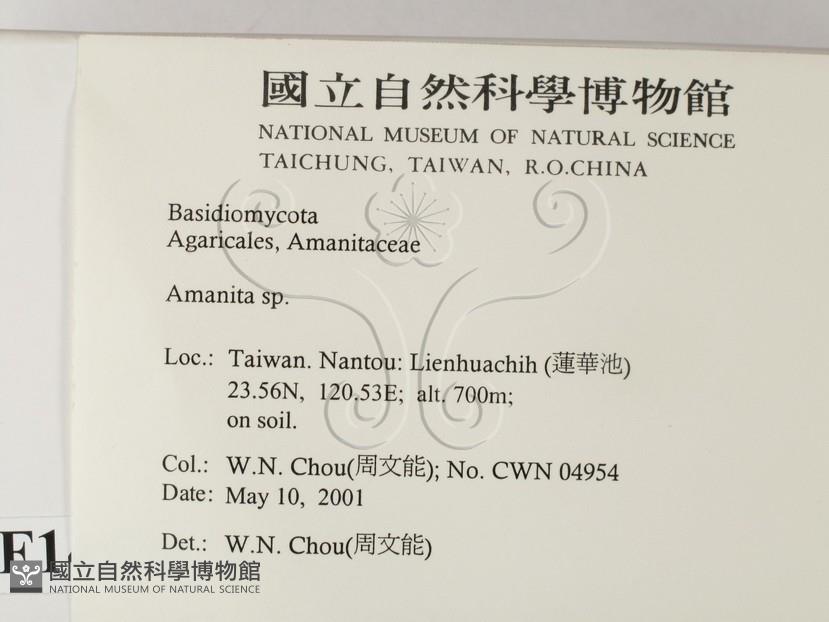 國立自然科學博物館
NATIONAL MUSEUM OF NATURAL SCIENCE
TAICHUNG, TAIWAN, R.O.CHINA
Basidiomycota
Agaricales, Amanitaceae
Amanita sp.
Loc.: Taiwan. Nantou: Lienhuachih (蓮華池)
23.56N, 120.53E; alt. 700m;
on soil.
Col.: W.N. Chou(周文能); No. CWN 04954
Date: May 10, 2001
Det.: W.N. Chou(周文能)
國立自然科學博物館
NATIONAL MUSEUM OF NATURAL SCIENCE